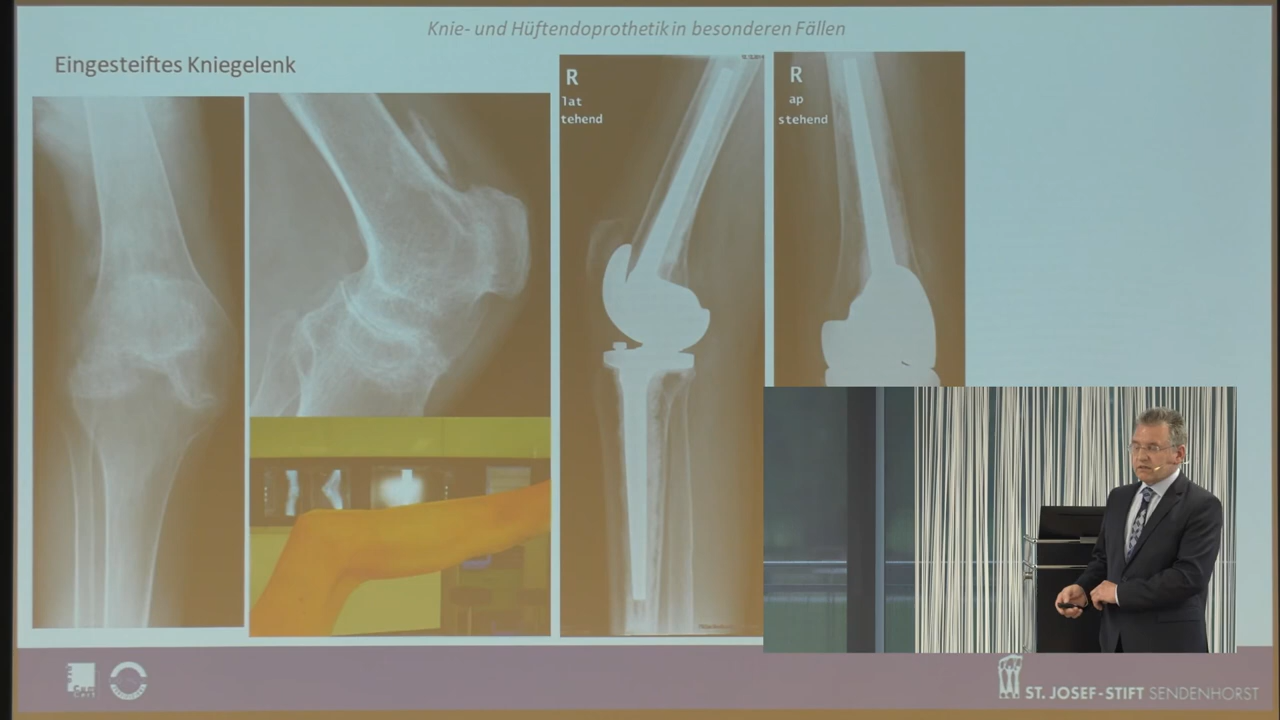 Knie- und Hüftendoprothetik in besonderen Fällen
Eingesteiftes Kniegelenk
R
lat
tehend
R
ap
stehend
ST. JOSEF-STIFT SENDENHORST